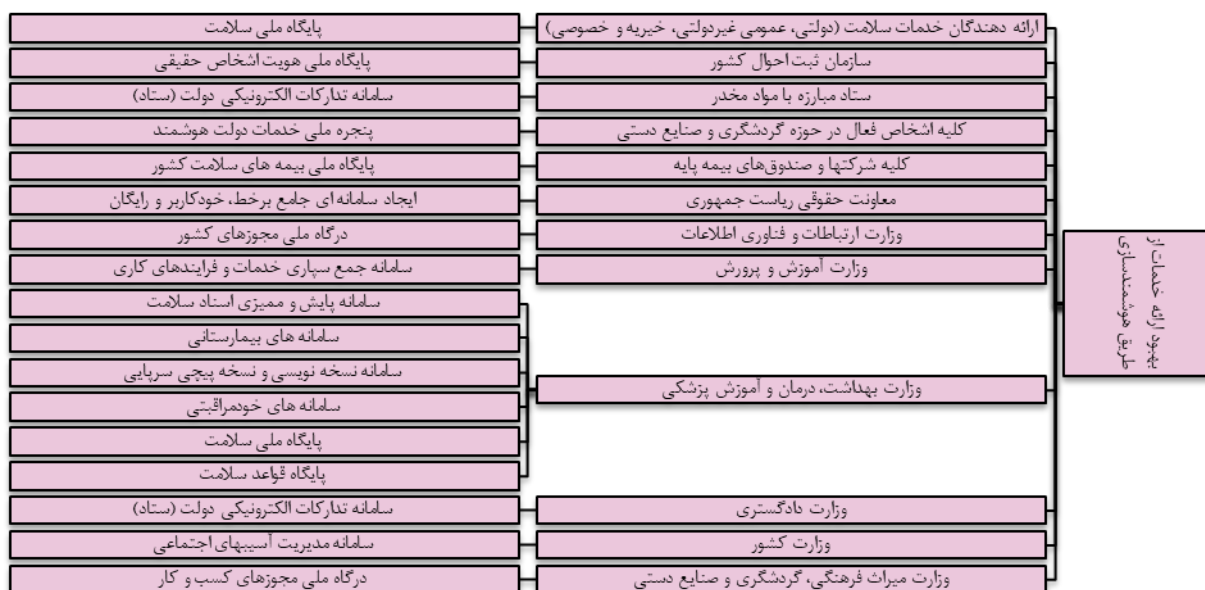 بهبود ارائه خدمات از
طریق هوشمندسازی
ارائه دهندگان خدمات سلامت (دولتی، عمومی غیردولتی، خیریه و خصوصی)
پایگاه ملی سلامت
سازمان ثبت احوال کشور
پایگاه ملی هویت اشخاص حقیقی
ستاد مبارزه با مواد مخدر
سامانه تدارکات الکترونیکی دولت (ستاد)
کلیه اشخاص فعال در حوزه گردشگری و صنایع دستی
پنجره ملی خدمات دولت هوشمند
کلیه شرکتها و صندوق‌های بیمه پایه
پایگاه ملی بیمه های سلامت کشور
معاونت حقوقی ریاست جمهوری
ایجاد سامانه ای جامع برخط، خودکاربر و رایگان
وزارت ارتباطات و فناوری اطلاعات
درگاه ملی مجوزهای کشور
وزارت آموزش و پرورش
سامانه جمع سپاری خدمات و فرایندهای کاری
وزارت بهداشت، درمان و آموزش پزشکی
سامانه پایش و ممیزی اسناد سلامت
سامانه های بیمارستانی
سامانه نسخه نویسی و نسخه پیچی سرپایی
سامانه های خودمراقبتی
پایگاه ملی سلامت
پایگاه قواعد سلامت
وزارت دادگستری
سامانه تدارکات الکترونیکی دولت (ستاد)
وزارت کشور
سامانه مدیریت آسیبهای اجتماعی
وزارت میراث فرهنگی، گردشگری و صنایع دستی
درگاه ملی مجوزهای کسب و کار